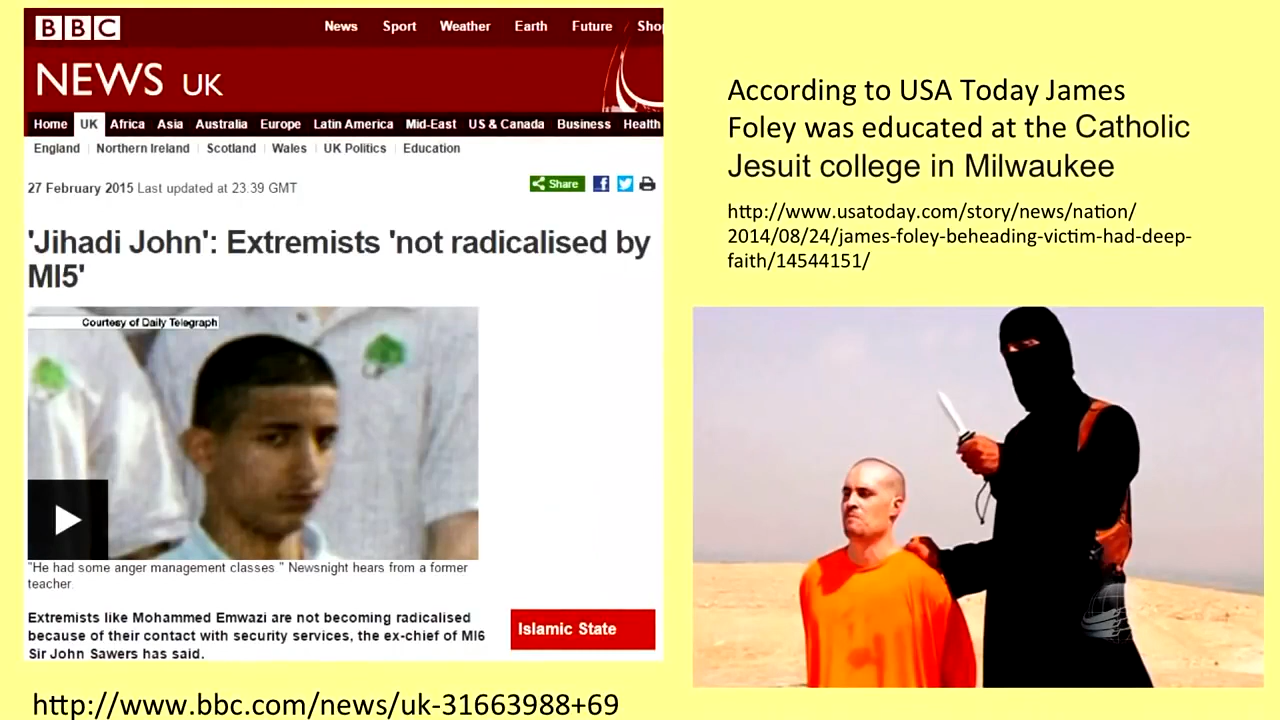 BBC
News Sport Weather Earth Future Sho
NEWS UK
Home UK Africa Asia Australia Europe Latin America Mid-East US & Canada Business Health
England Northern Ireland Scotland Wales UK Politics Education
27 February 2015 Last updated at 23:39 GMT
Share
'Jihadi John': Extremists 'not radicalised by
MI5'
Courtesy of Daily Telegraph
"He had some anger management classes " Newsnight hears from a former
teacher.
Extremists like Mohammed Emwazi are not becoming radicalised
because of their contact with security services, the ex-chief of MI6
Sir John Sawers has said.
Islamic State
http://www.bbc.com/news/uk-31663988+69
According to USA Today James
Foley was educated at the Catholic
Jesuit college in Milwaukee
http://www.usatoday.com/story/news/nation/
2014/08/24/james-foley-beheading-victim-had-deep-
faith/14544151/